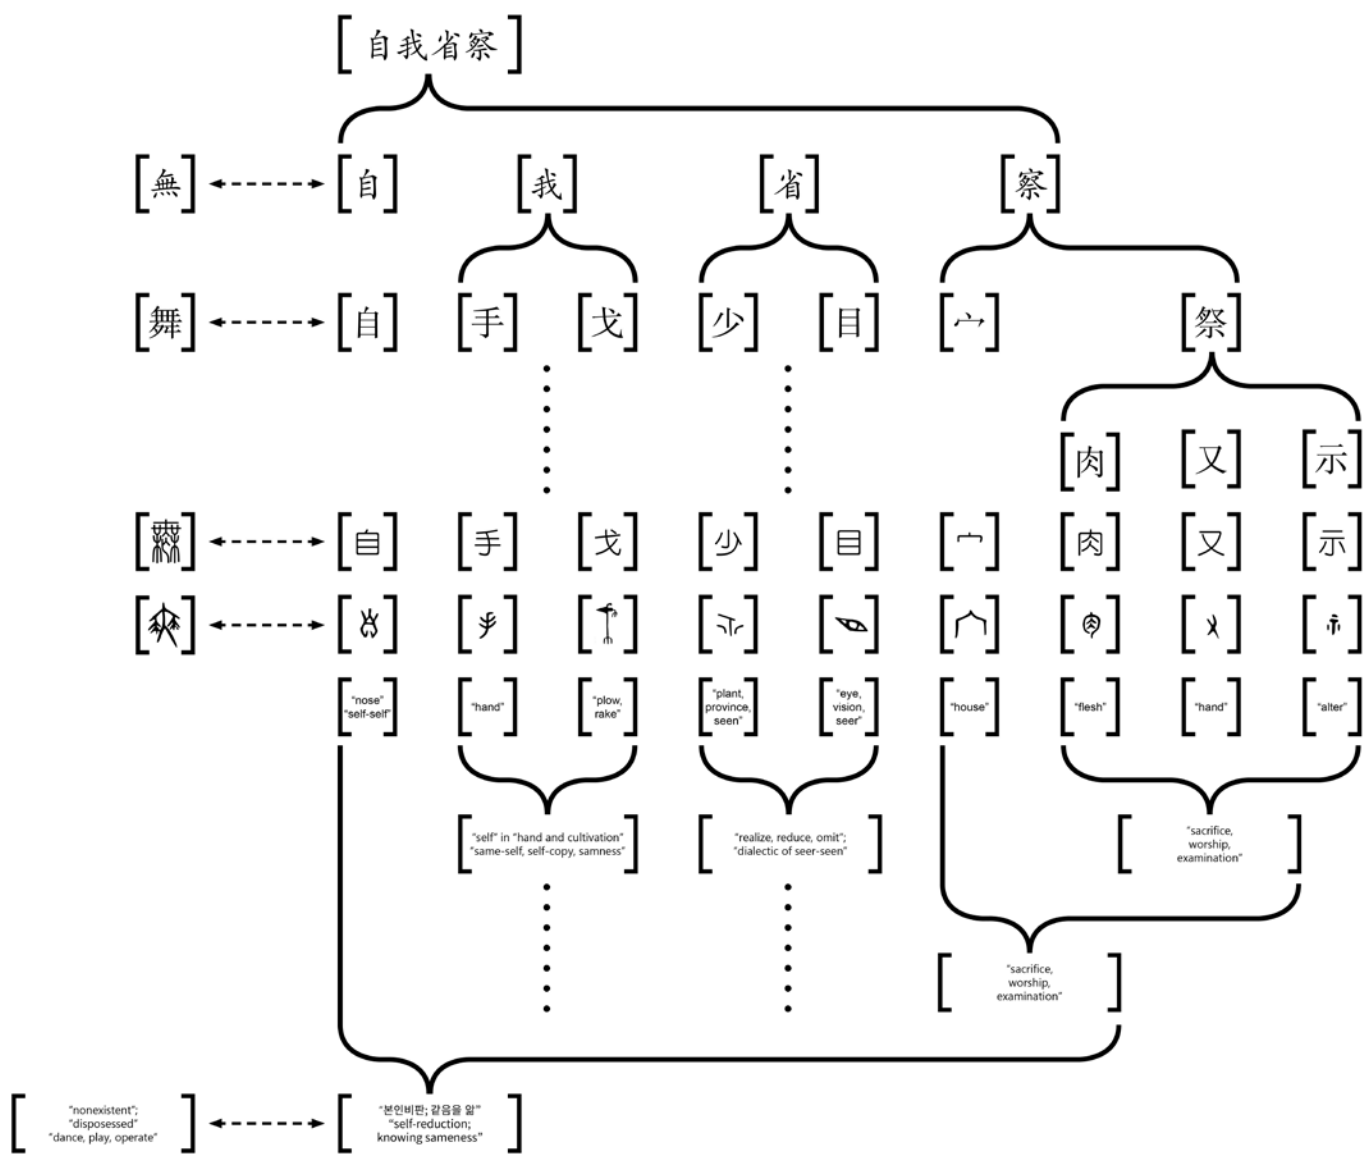 自我省察
無 自 我 省 察
舞 自 手 戈 少 目 宀 祭
肉 又 示
無 自 手 戈 少 目 宀 肉 又 示
"nose"
"self-self"
"hand"
"plow,
rake"
"plant,
province,
seen"
"eye,
vision,
seer"
"house"
"flesh"
"hand"
"alter"
"self" in "hand and cultivation"
"same-self, self-copy, samness"
"realize, reduce, omit";
"dialectic of seer-seen"
"sacrifice,
worship,
examination"
"sacrifice,
worship,
examination"
"nonexistent";
"disposessed"
"dance, play, operate"
"본인비판; 같음을 앎"
"self-reduction;
knowing sameness"